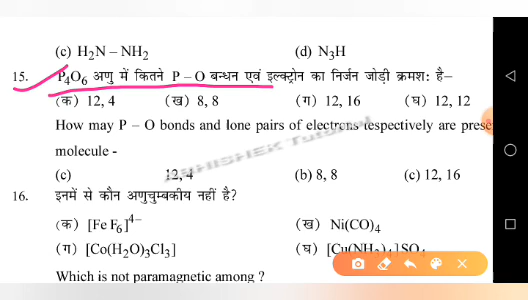 (c) H₂N – NH₂ (d) N₃H
15. P₄O₆ अणु में कितने P – O बन्धन एवं इल्क्ट्रोन का निर्जन जोड़ी क्रमशः है–
(क) 12, 4 (ख) 8, 8 (ग) 12, 16 (घ) 12, 12
How may P – O bonds and lone pairs of electrons respectively are prese
molecule -
(c) 12, 4 (b) 8, 8 (c) 12, 16
ABHISHEK Tutorial
16. इनमें से कौन अणुचुम्बकीय नहीं है?
(क) [Fe F₆]⁴⁻ (ख) Ni(CO)₄
(ग) [Co(H₂O)₃Cl₃] (घ) [Cu(NH₃)₄]SO₄
Which is not paramagnetic among ?